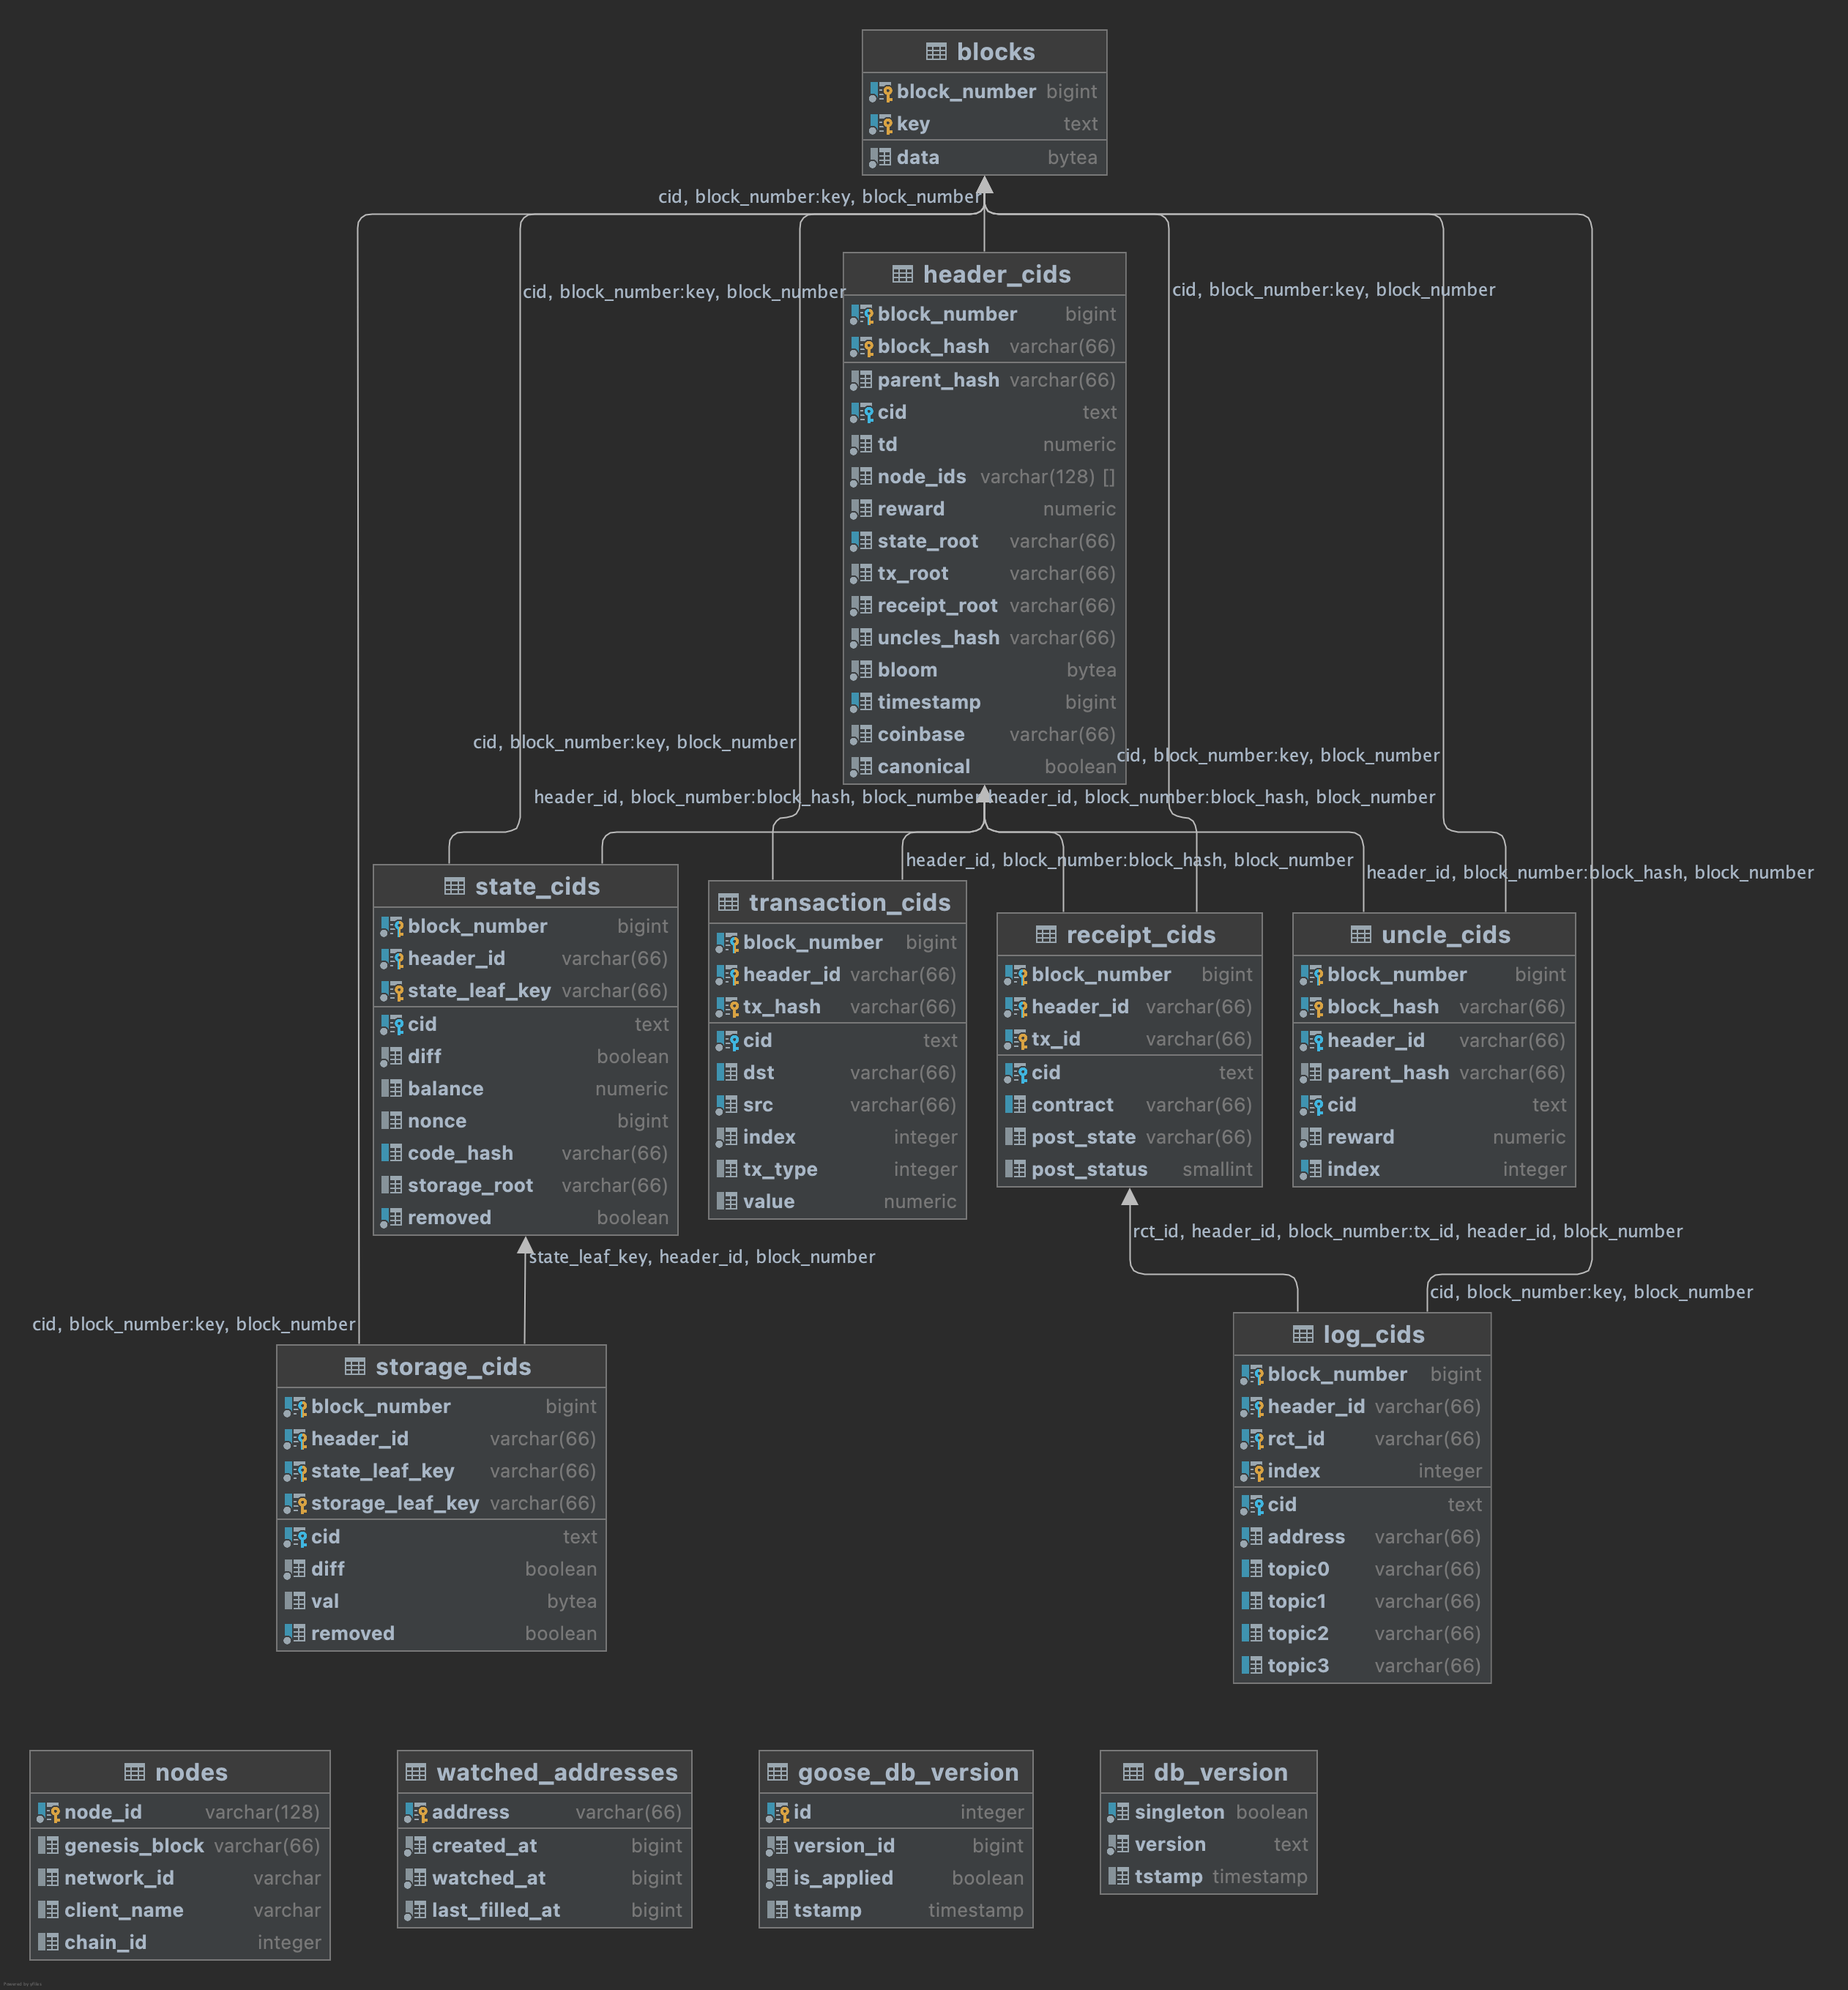 blocks
block_number bigint
key text
data bytea
cid, block_number:key, block_number
header_cids
cid, block_number:key, block_number
cid, block_number:key, block_number
block_number bigint
block_hash varchar(66)
parent_hash varchar(66)
cid text
td numeric
node_ids varchar(128) []
reward numeric
state_root varchar(66)
tx_root varchar(66)
receipt_root varchar(66)
uncles_hash varchar(66)
bloom bytea
timestamp bigint
coinbase varchar(66)
canonical boolean
cid, block_number:key, block_number
cid, block_number:key, block_number
header_id, block_number:block_hash, block_number
header_id, block_number:block_hash, block_number
header_id, block_number:block_hash, block_number
header_id, block_number:block_hash, block_number
state_cids
block_number bigint
header_id varchar(66)
state_leaf_key varchar(66)
cid text
diff boolean
balance numeric
nonce bigint
code_hash varchar(66)
storage_root varchar(66)
removed boolean
transaction_cids
block_number bigint
header_id varchar(66)
tx_hash varchar(66)
cid text
dst varchar(66)
src varchar(66)
index integer
tx_type integer
value numeric
receipt_cids
block_number bigint
header_id varchar(66)
tx_id varchar(66)
cid text
contract varchar(66)
post_state varchar(66)
post_status smallint
uncle_cids
block_number bigint
block_hash varchar(66)
header_id varchar(66)
parent_hash varchar(66)
cid text
reward numeric
index integer
state_leaf_key, header_id, block_number
rct_id, header_id, block_number:tx_id, header_id, block_number
cid, block_number:key, block_number
cid, block_number:key, block_number
storage_cids
block_number bigint
header_id varchar(66)
state_leaf_key varchar(66)
storage_leaf_key varchar(66)
cid text
diff boolean
val bytea
removed boolean
log_cids
block_number bigint
header_id varchar(66)
rct_id varchar(66)
index integer
cid text
address varchar(66)
topic0 varchar(66)
topic1 varchar(66)
topic2 varchar(66)
topic3 varchar(66)
nodes
node_id varchar(128)
genesis_block varchar(66)
network_id varchar
client_name varchar
chain_id integer
watched_addresses
address varchar(66)
created_at bigint
watched_at bigint
last_filled_at bigint
goose_db_version
id integer
version_id bigint
is_applied boolean
tstamp timestamp
db_version
singleton boolean
version text
tstamp timestamp
Powered by yFiles